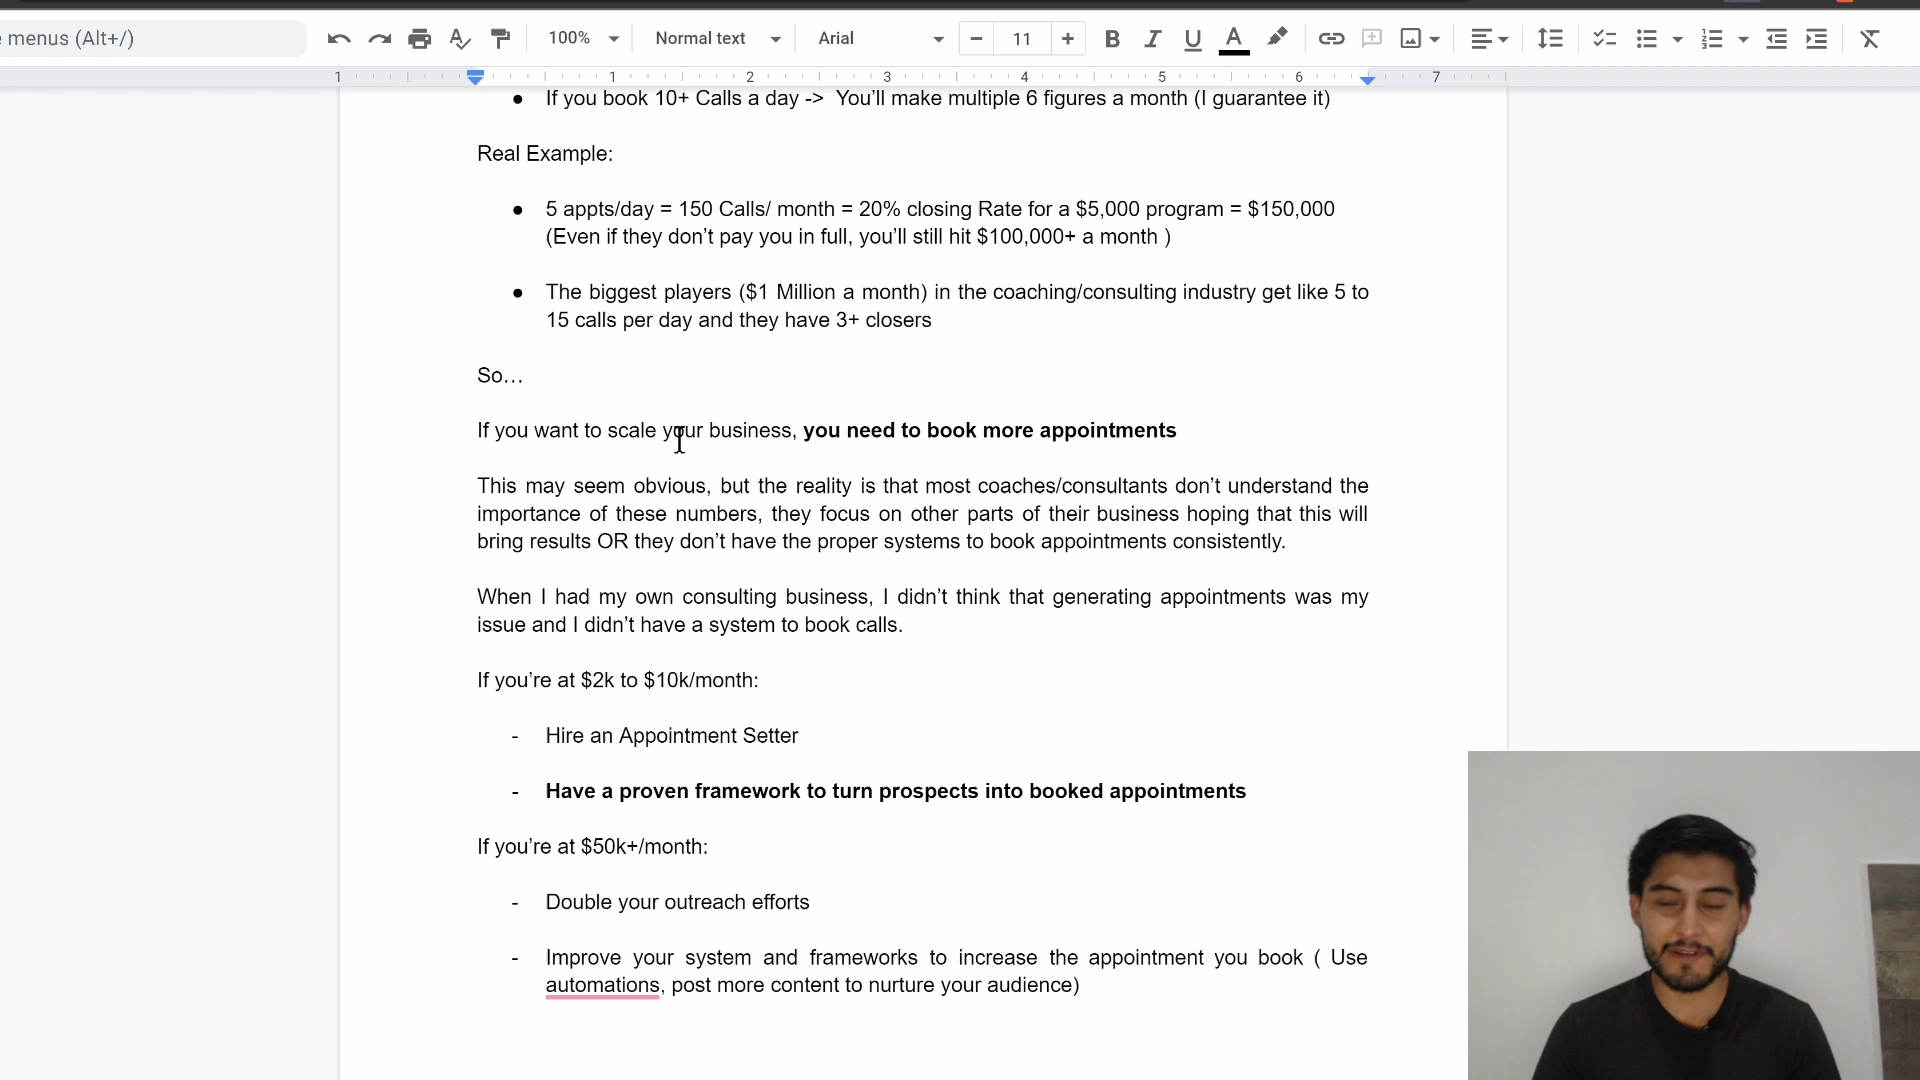 menus (Alt+/)
100%
Normal text
Arial
11
1 1 2 3 4 5 6 7
● If you book 10+ Calls a day -> You’ll make multiple 6 figures a month (I guarantee it)
Real Example:
● 5 appts/day = 150 Calls/ month = 20% closing Rate for a $5,000 program = $150,000
(Even if they don’t pay you in full, you’ll still hit $100,000+ a month )
● The biggest players ($1 Million a month) in the coaching/consulting industry get like 5 to
15 calls per day and they have 3+ closers
So…
If you want to scale your business, you need to book more appointments
This may seem obvious, but the reality is that most coaches/consultants don’t understand the
importance of these numbers, they focus on other parts of their business hoping that this will
bring results OR they don’t have the proper systems to book appointments consistently.
When I had my own consulting business, I didn’t think that generating appointments was my
issue and I didn’t have a system to book calls.
If you’re at $2k to $10k/month:
- Hire an Appointment Setter
- Have a proven framework to turn prospects into booked appointments
If you’re at $50k+/month:
- Double your outreach efforts
- Improve your system and frameworks to increase the appointment you book ( Use
automations, post more content to nurture your audience)